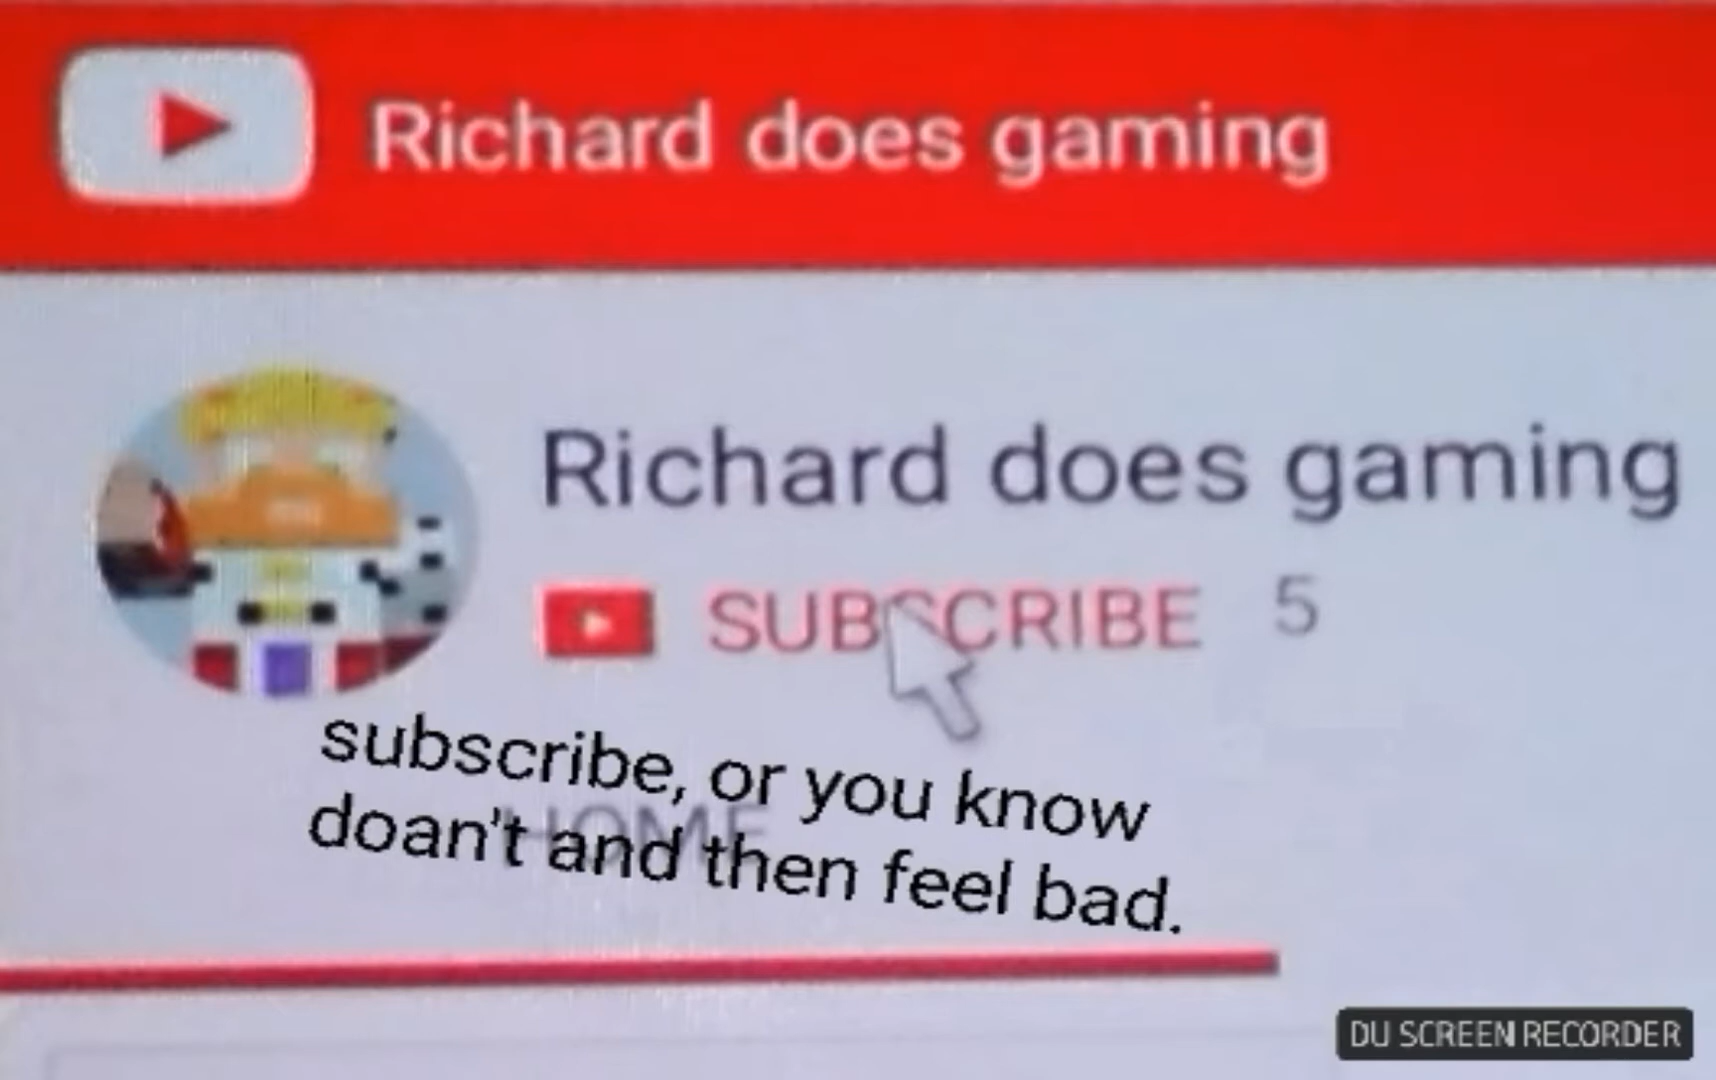 Richard does gaming
Richard does gaming
SUBSCRIBE 5
subscribe, or you know
HOME
doan't and then feel bad.
DU SCREEN RECORDER